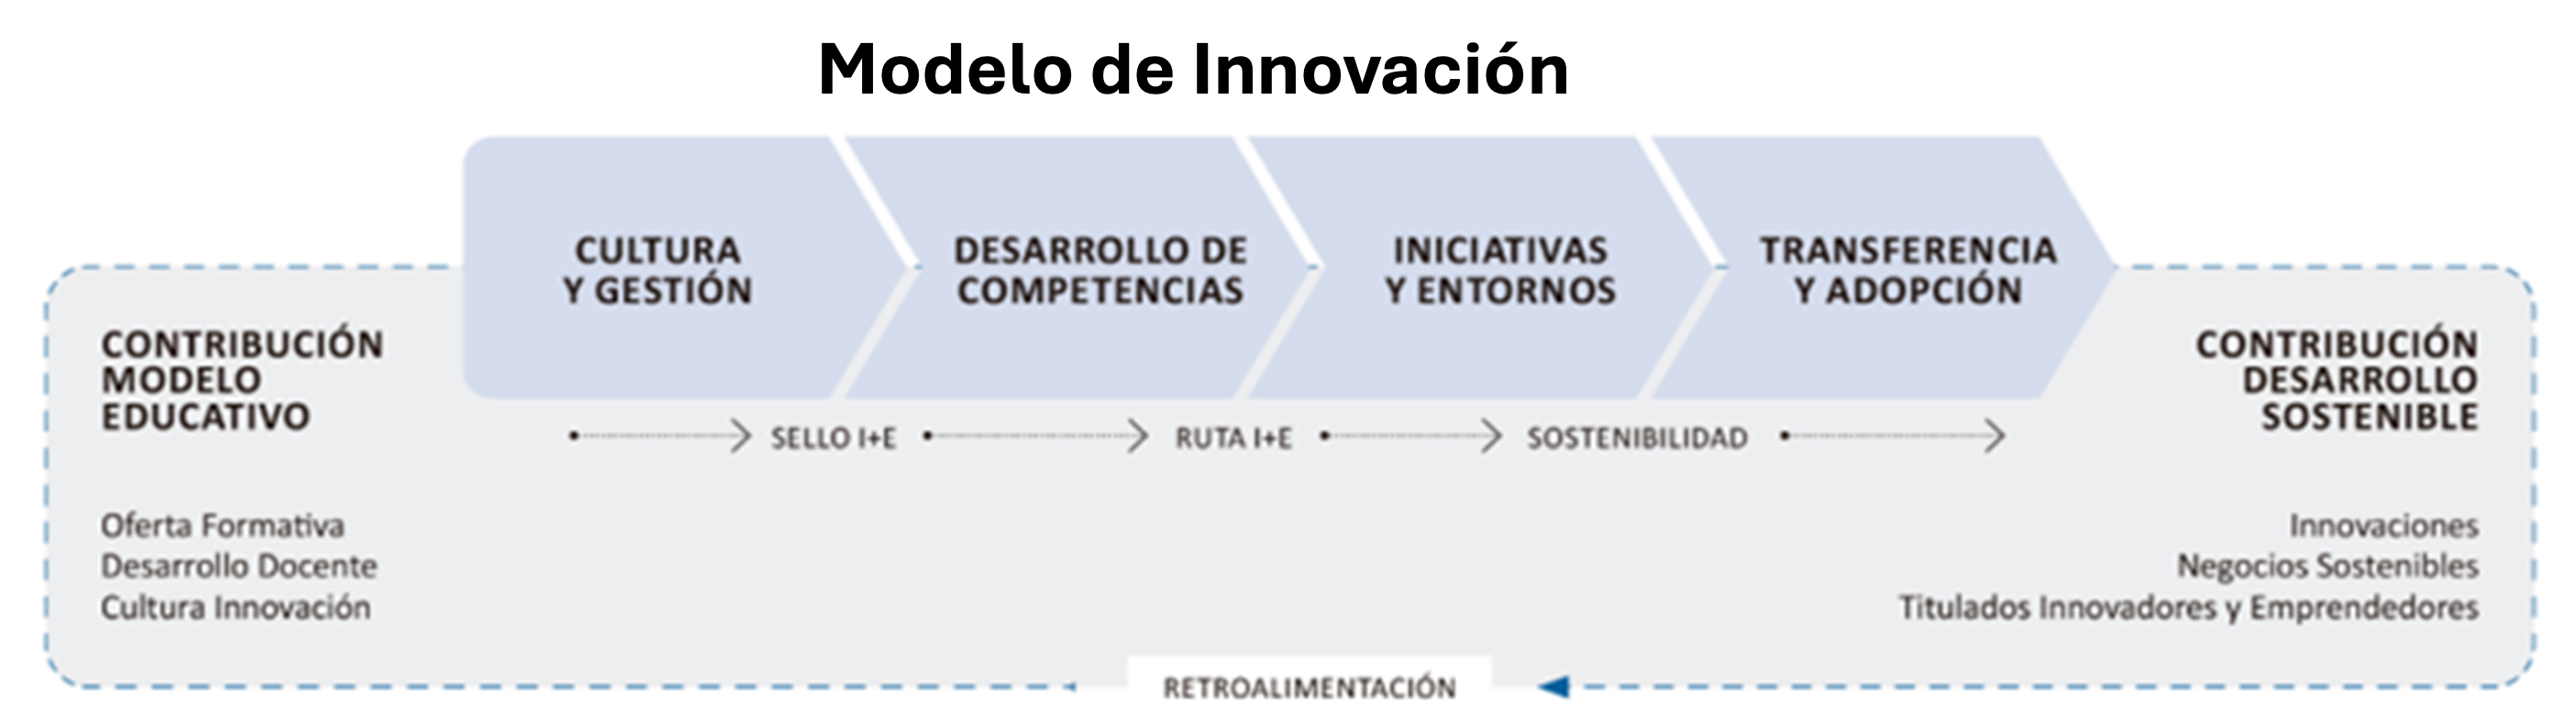 Modelo de Innovación
CULTURA
Y GESTIÓN
DESARROLLO DE
COMPETENCIAS
INICIATIVAS
Y ENTORNOS
TRANSFERENCIA
Y ADOPCIÓN
CONTRIBUCIÓN
MODELO
EDUCATIVO
CONTRIBUCIÓN
DESARROLLO
SOSTENIBLE
SELLO I+E
RUTA I+E
SOSTENIBILIDAD
Oferta Formativa
Desarrollo Docente
Cultura Innovación
Innovaciones
Negocios Sostenibles
Titulados Innovadores y Emprendedores
RETROALIMENTACIÓN